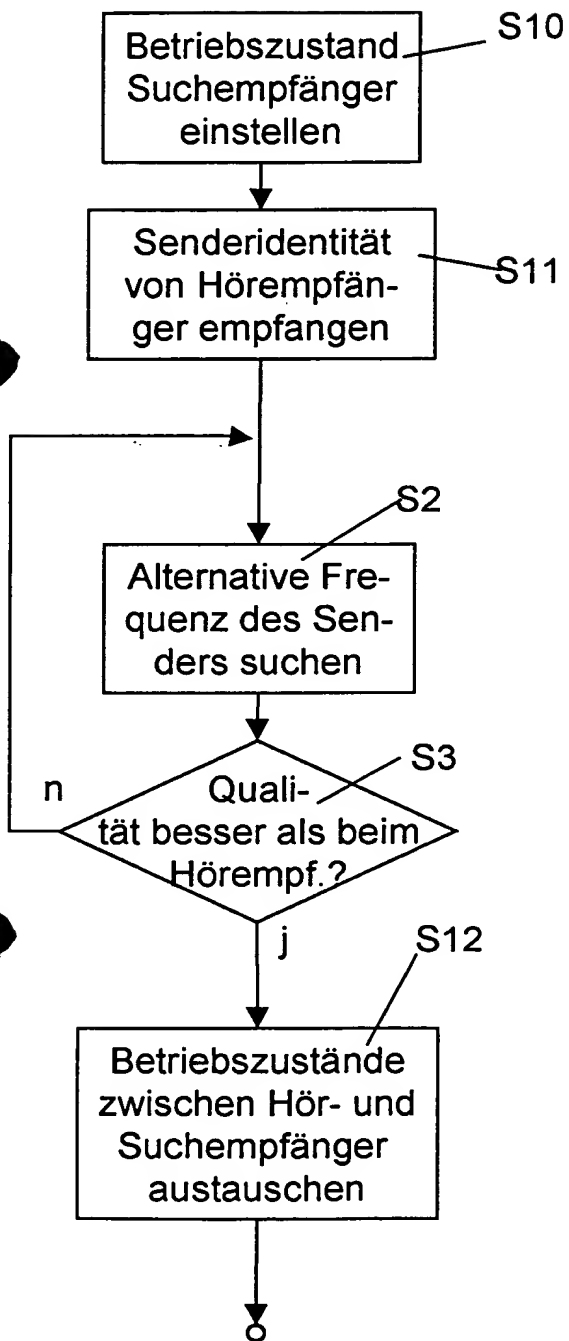 Betriebszustand
Suchempfänger
einstellen
S10
Senderidentität
von Hörempfän-
ger empfangen
S11
S2
Alternative Fre-
quenz des Sen-
ders suchen
S3
n
Quali-
tät besser als beim
Hörempf.?
j
S12
Betriebszustände
zwischen Hör- und
Suchempfänger
austauschen